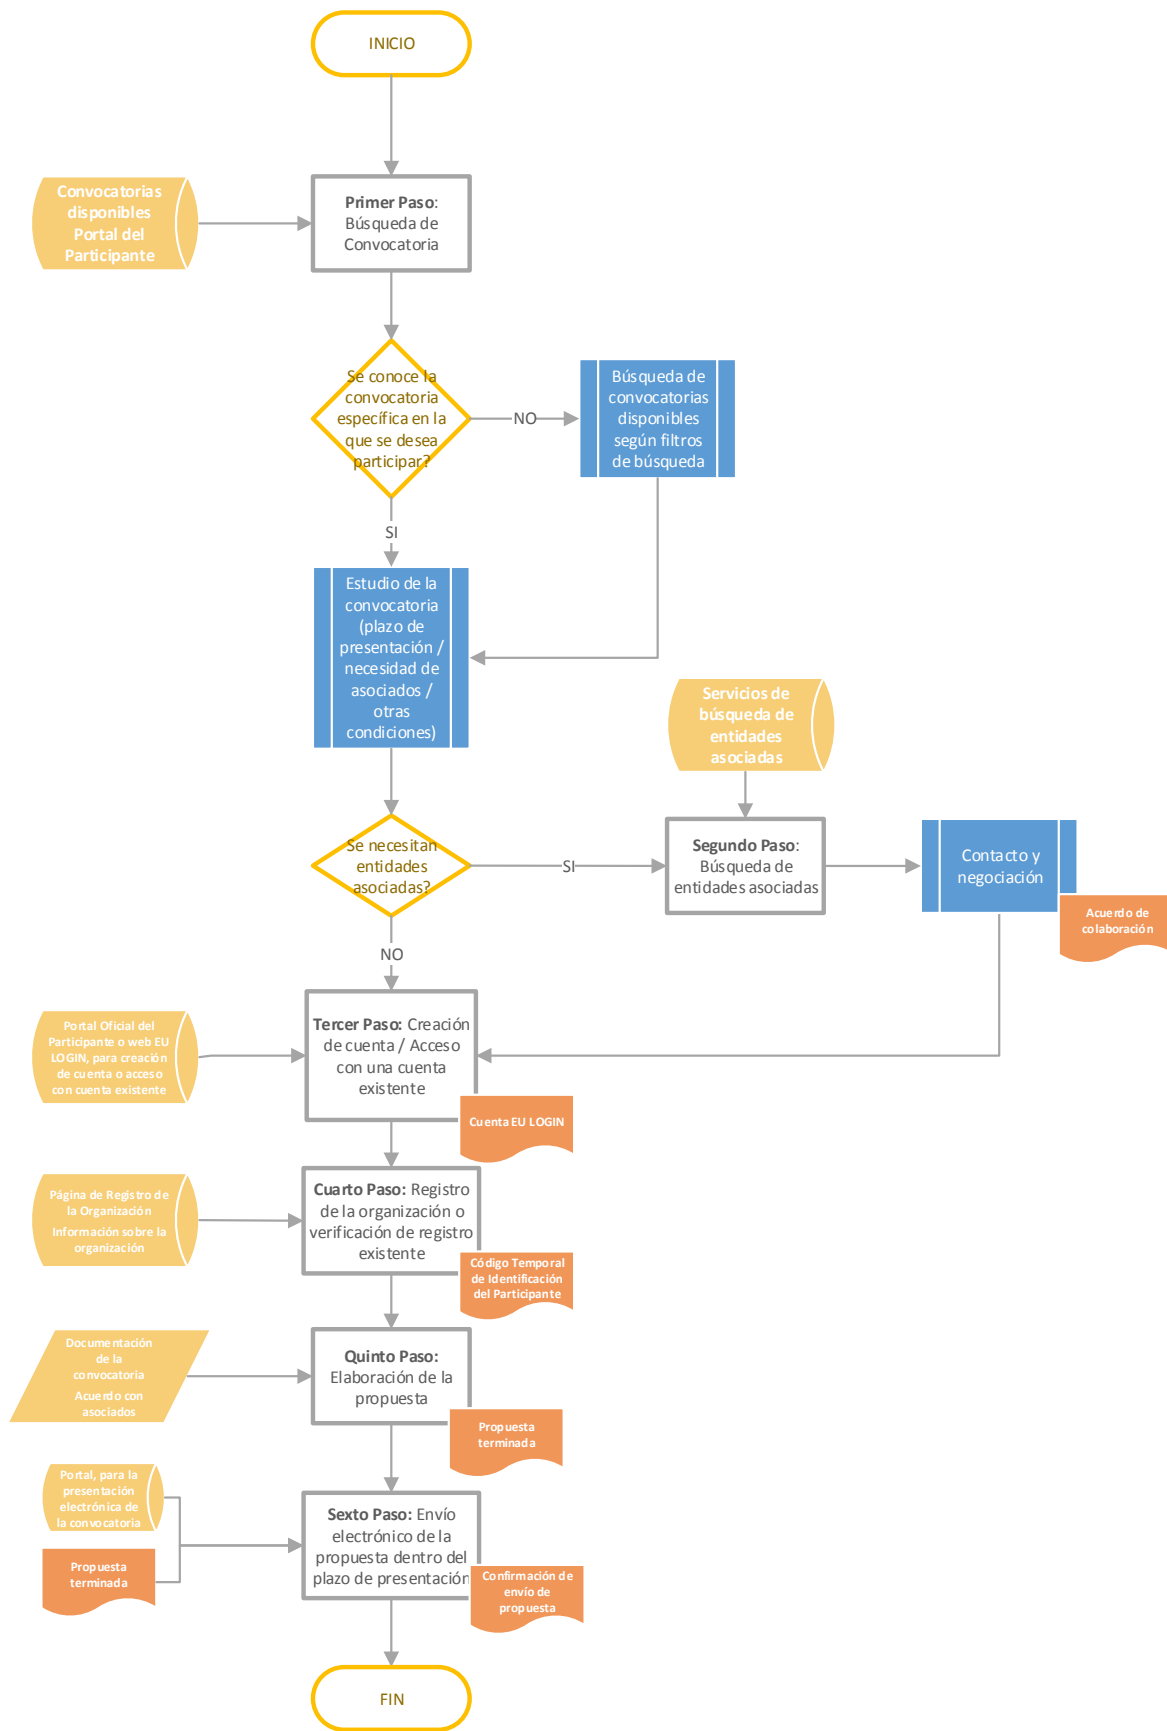 INICIO
Convocatorias
disponibles
Portal del
Participante
Primer Paso:
Búsqueda de
Convocatoria
Se conoce la
convocatoria
específica en la
que se desea
participar?
NO
Búsqueda de
convocatorias
disponibles
según filtros
de búsqueda
SI
Estudio de la
convocatoria
(plazo de
presentación /
necesidad de
asociados /
otras
condiciones)
Servicios de
búsqueda de
entidades
asociadas
Se necesitan
entidades
asociadas?
SI
Segundo Paso:
Búsqueda de
entidades asociadas
Contacto y
negociación
Acuerdo de
colaboración
NO
Portal Oficial del
Participante o web EU
LOGIN, para creación
de cuenta o acceso
con cuenta existente
Tercer Paso: Creación
de cuenta / Acceso
con una cuenta
existente
Cuenta EU LOGIN
Página de Registro de
la Organización
Información sobre la
organización
Cuarto Paso: Registro
de la organización o
verificación de registro
existente
Código Temporal
de Identificación
del Participante
Documentación
de la
convocatoria
Acuerdo con
asociados
Quinto Paso:
Elaboración de la
propuesta
Propuesta
terminada
Portal, para la
presentación
electrónica de
la convocatoria
Propuesta
terminada
Sexto Paso: Envío
electrónico de la
propuesta dentro del
plazo de presentación
Confirmación de
envío de
propuesta
FIN